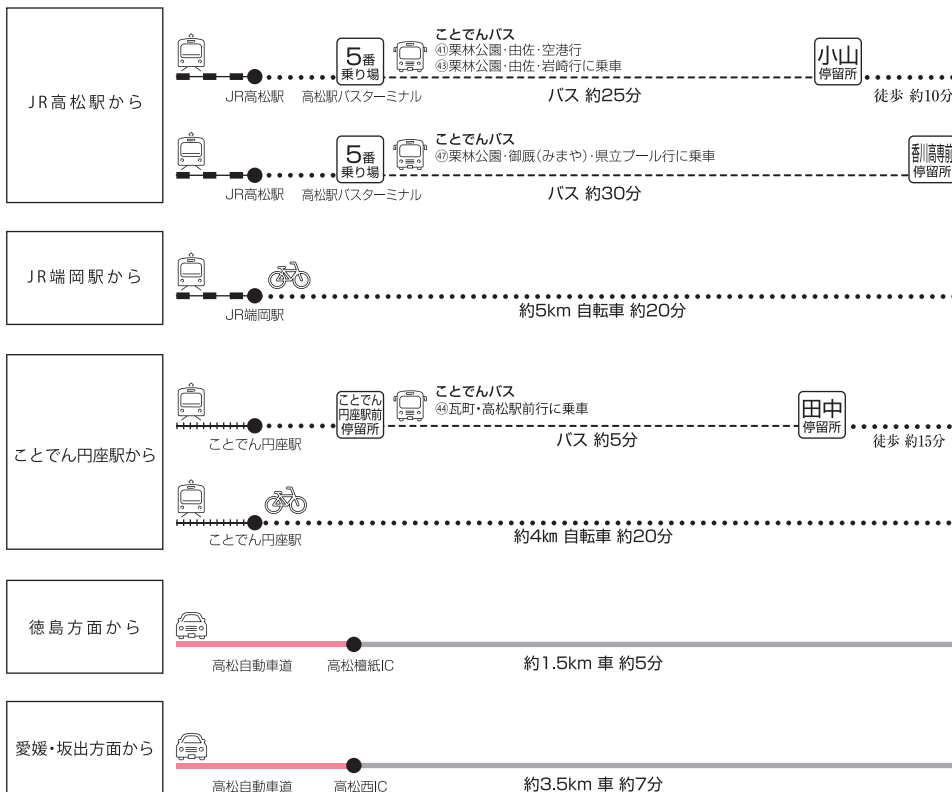 JR高松駅から
5番
乗り場
ことでんバス
㊶栗林公園・由佐・空港行
㊸栗林公園・由佐・岩崎行に乗車
小山
停留所
JR高松駅
高松駅バスターミナル
バス 約25分
徒歩 約10分
5番
乗り場
ことでんバス
㊼栗林公園・御厩(みまや)・県立プール行に乗車
香川高専前
停留所
JR高松駅
高松駅バスターミナル
バス 約30分
JR端岡駅から
JR端岡駅
約5km 自転車 約20分
ことでん円座駅から
ことでん
円座駅前
停留所
ことでんバス
㊹瓦町・高松駅前行に乗車
田中
停留所
ことでん円座駅
バス 約5分
徒歩 約15分
ことでん円座駅
約4㎞ 自転車 約20分
徳島方面から
高松自動車道
高松檀紙IC
約1.5km 車 約5分
愛媛・坂出方面から
高松自動車道
高松西IC
約3.5km 車 約7分